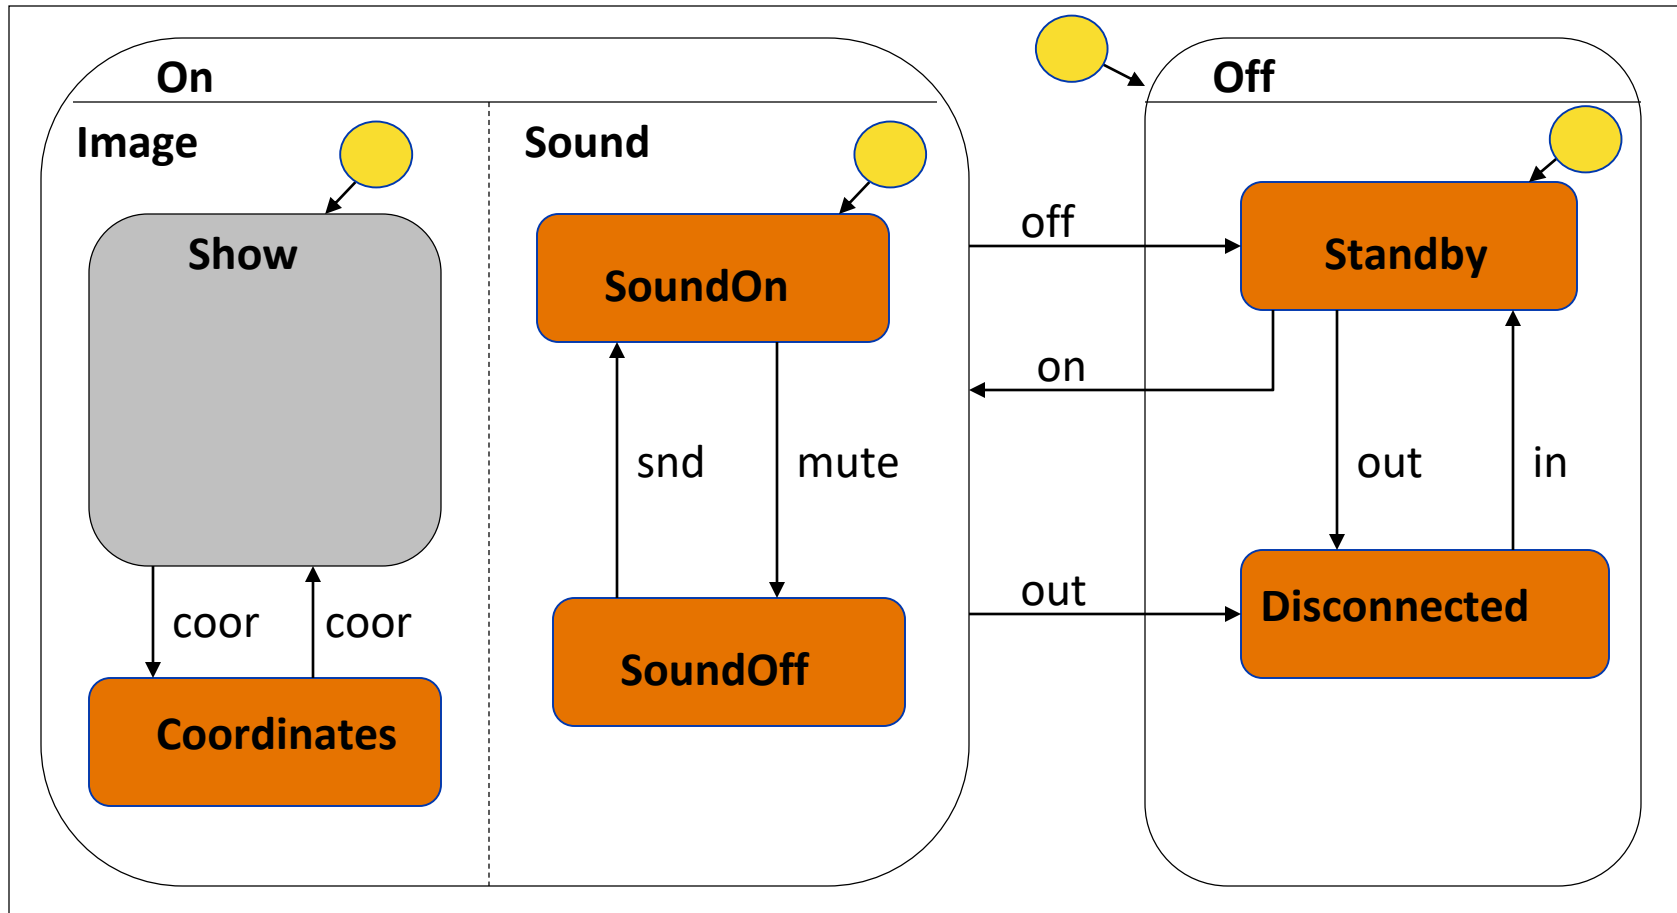 On
Off
Image
Sound
Show
SoundOn
off
Standby
on
snd
mute
out
in
coor
coor
out
Disconnected
SoundOff
Coordinates